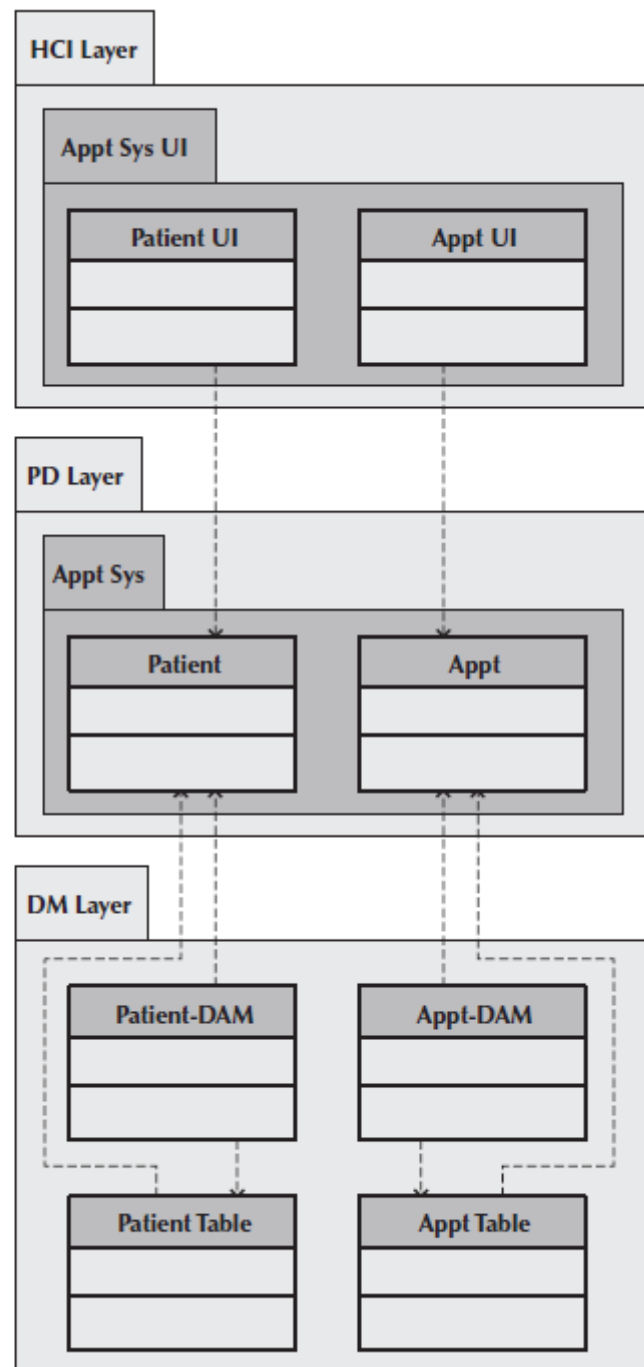 HCI Layer
Appt Sys UI
Patient UI
Appt UI
PD Layer
Appt Sys
Patient
Appt
DM Layer
Patient-DAM
Appt-DAM
Patient Table
Appt Table